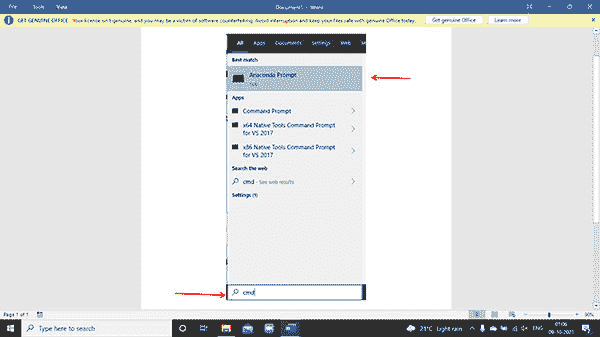 Document1 - Word
File Tools View
GET GENUINE OFFICE Your license isn't genuine, and you may be a victim of software counterfeiting. Avoid interruption and keep your files safe with genuine Office today. Get genuine Office Learn more
All Apps Documents Settings Web
Best match
Anaconda Prompt
Apps
Command Prompt
x64 Native Tools Command Prompt
for VS 2017
x86 Native Tools Command Prompt
for VS 2017
Search the web
cmd - See web results
Settings (1)
cmd
Page 1 of 1
Type here to search
21°C Light rain
ENG
01:06